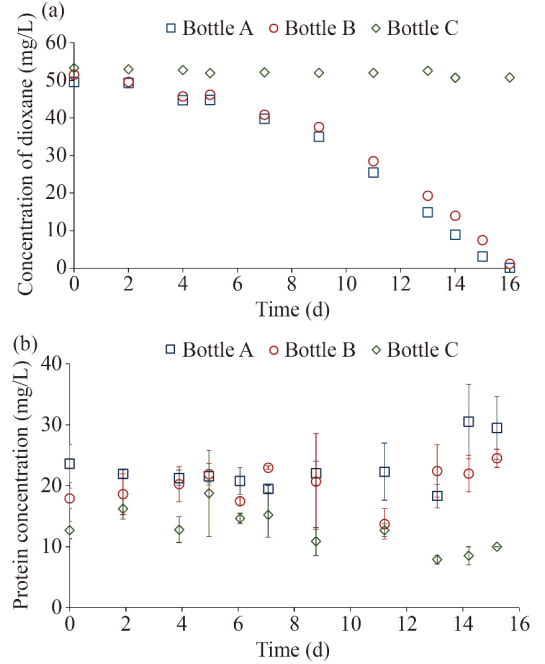 (a)
Bottle A Bottle B Bottle C
Concentration of dioxane (mg/L)
60
50
40
30
20
10
0
0 2 4 6 8 10 12 14 16
Time (d)
(b)
Bottle A Bottle B Bottle C
Protein concentration (mg/L)
40
30
20
10
0
0 2 4 6 8 10 12 14 16
Time (d)